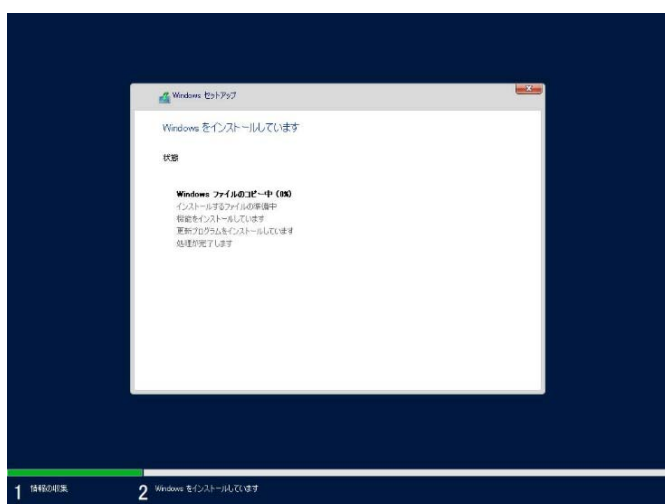 Windows セットアップ
Windows をインストールしています
状態
Windows ファイルのコピー中 (0%)
インストールするファイルの準備中
機能をインストールしています
更新プログラムをインストールしています
処理が完了します
1 情報の収集
2 Windows をインストールしています